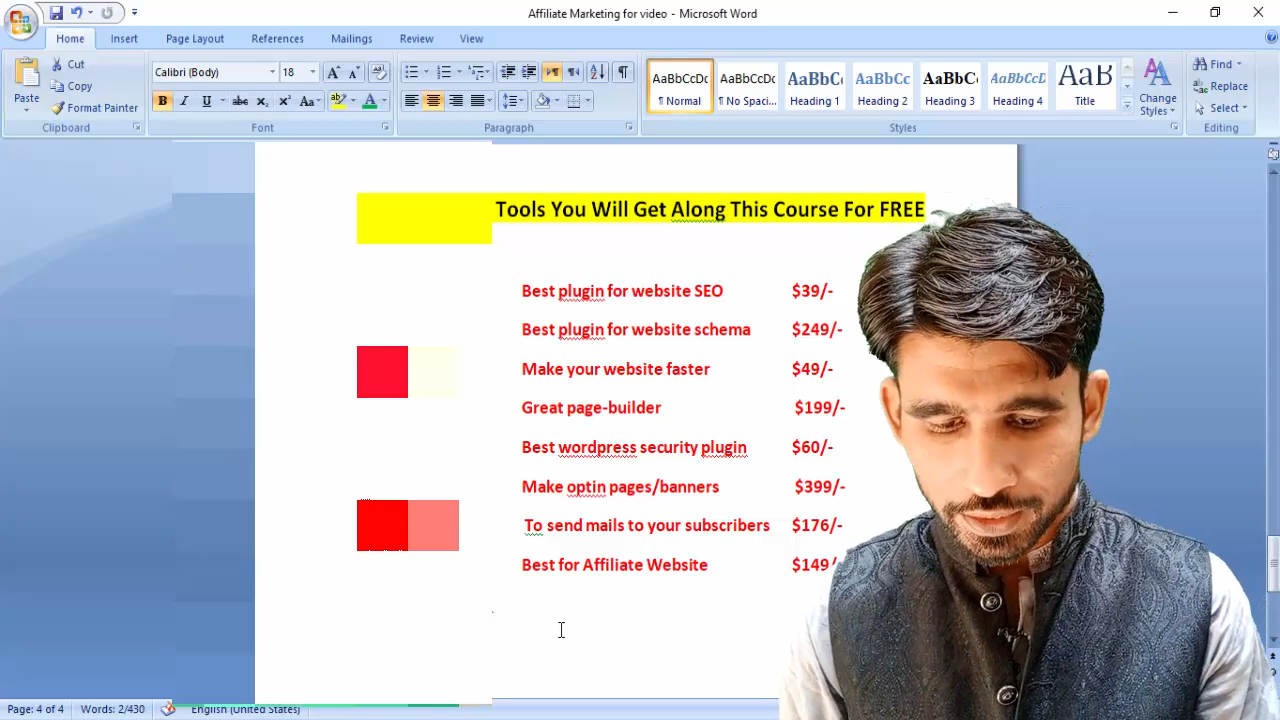 Affiliate Marketing for video - Microsoft Word
Home Insert Page Layout References Mailings Review View
Paste
Cut
Copy
Format Painter
Clipboard
Calibri (Body) 18
Font
Paragraph
AaBbCcDc AaBbCcDc AaBbC AaBbCc AaBbCc AaBbCcD AaB
¶ Normal ¶ No Spaci... Heading 1 Heading 2 Heading 3 Heading 4 Title
Change Styles
Styles
Find
Replace
Select
Editing
Tools You Will Get Along This Course For FREE
Best plugin for website SEO $39/-
Best plugin for website schema $249/-
Make your website faster $49/-
Great page-builder $199/-
Best wordpress security plugin $60/-
Make optin pages/banners $399/-
To send mails to your subscribers $176/-
Best for Affiliate Website $149/
Page: 4 of 4 Words: 2/430 English (United States)